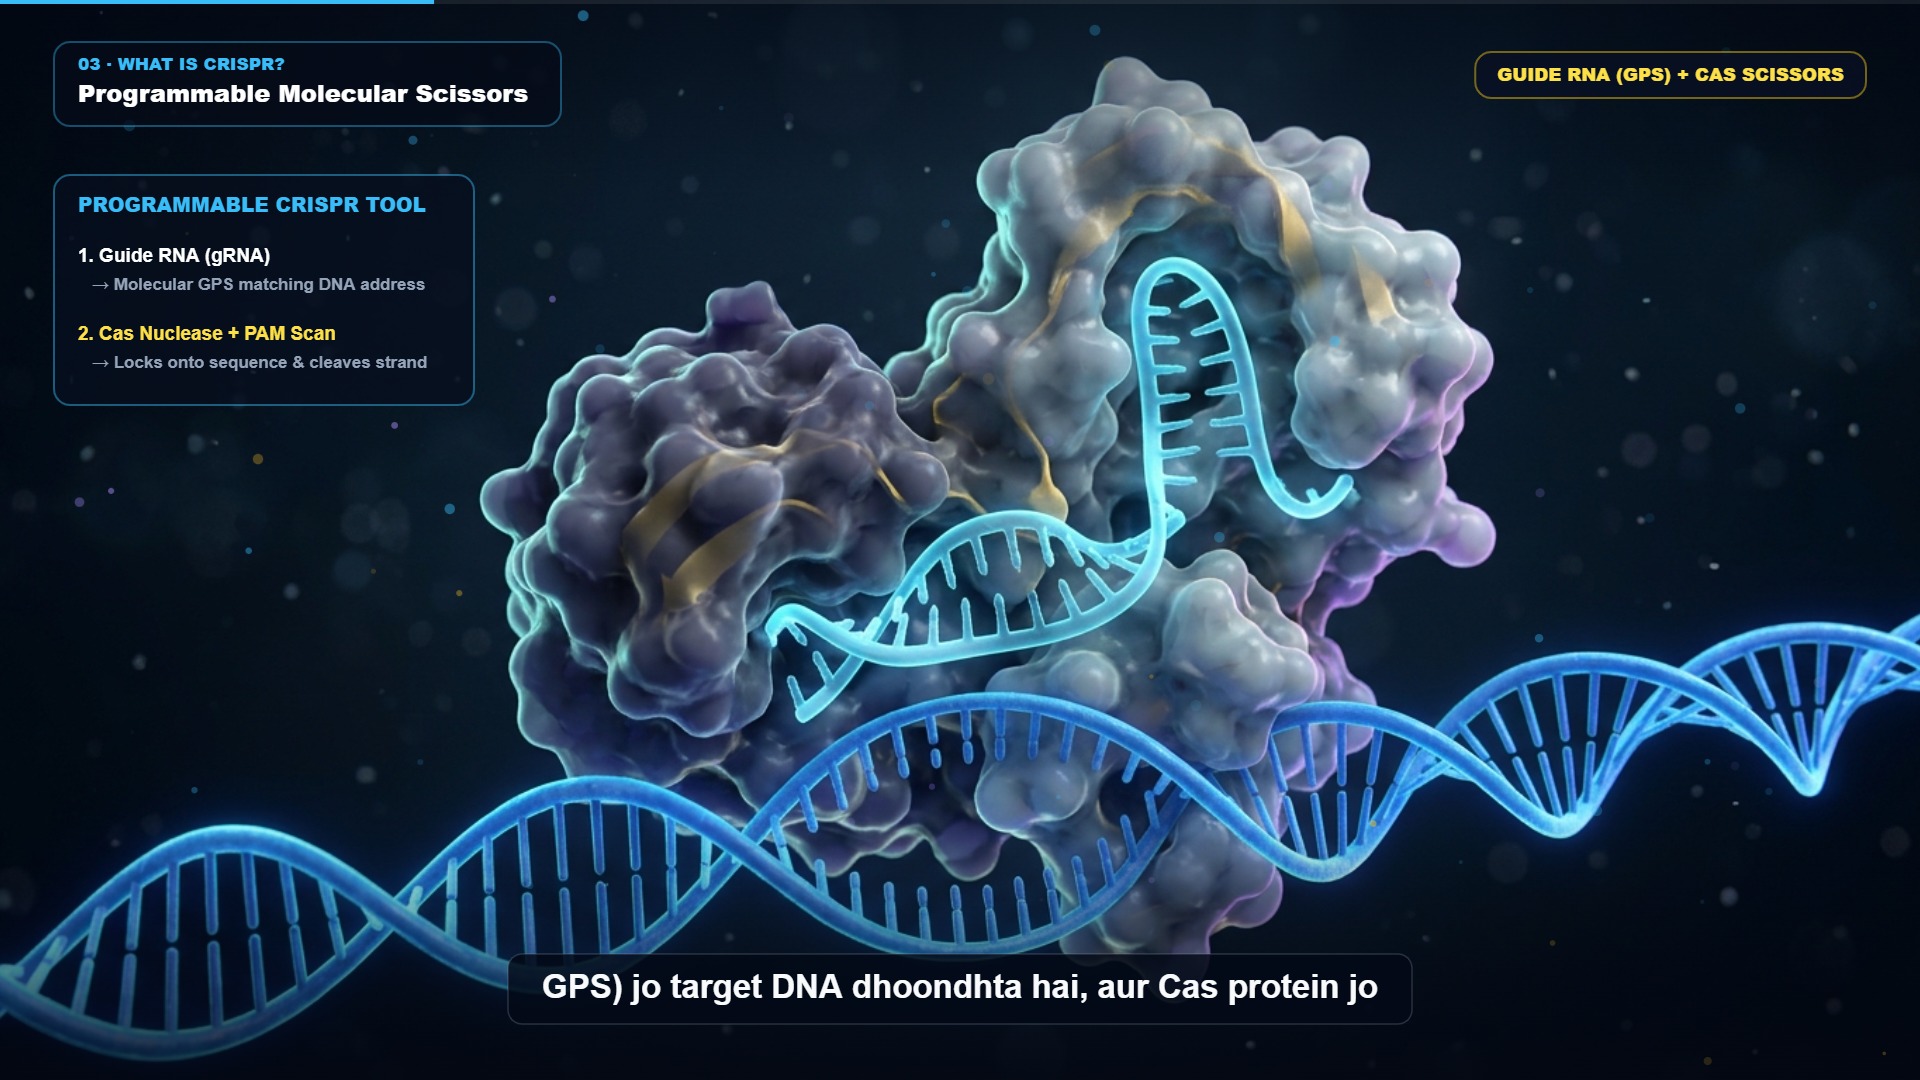 03 · WHAT IS CRISPR?
Programmable Molecular Scissors
GUIDE RNA (GPS) + CAS SCISSORS
PROGRAMMABLE CRISPR TOOL
1. Guide RNA (gRNA)
→ Molecular GPS matching DNA address
2. Cas Nuclease + PAM Scan
→ Locks onto sequence & cleaves strand
GPS) jo target DNA dhoondhta hai, aur Cas protein jo